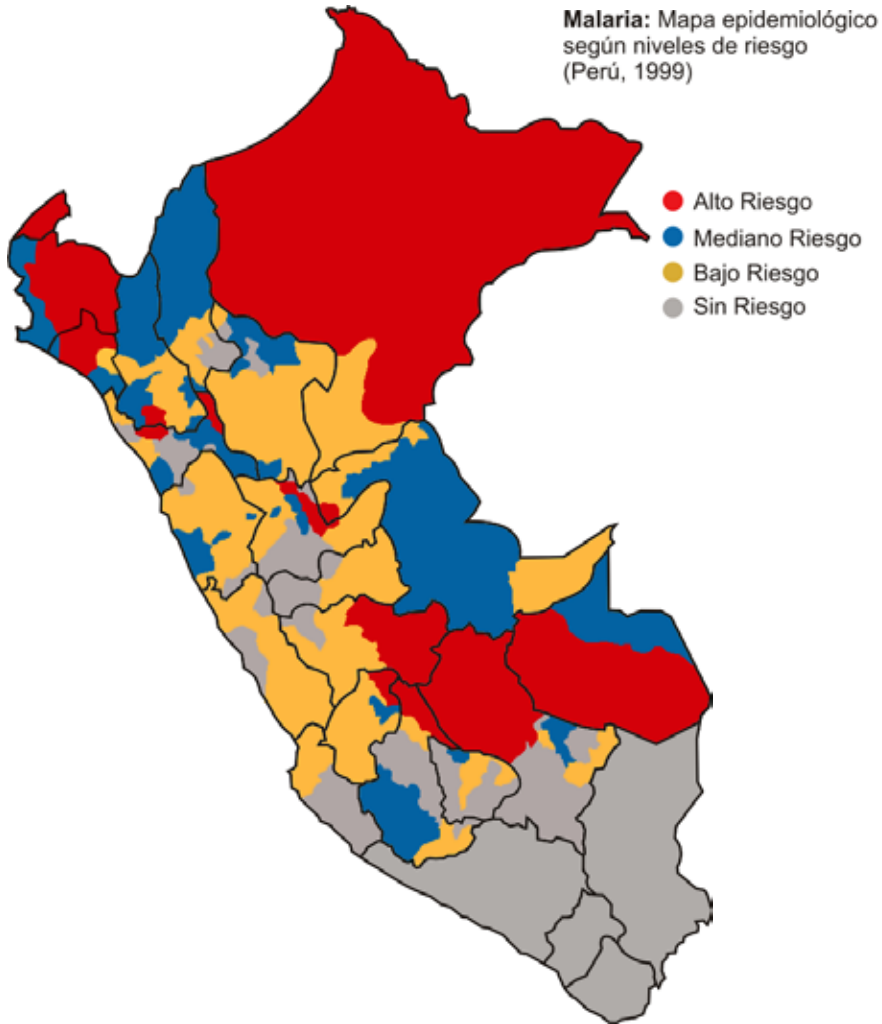 Malaria: Mapa epidemiológico
según niveles de riesgo
(Perú, 1999)
Alto Riesgo
Mediano Riesgo
Bajo Riesgo
Sin Riesgo